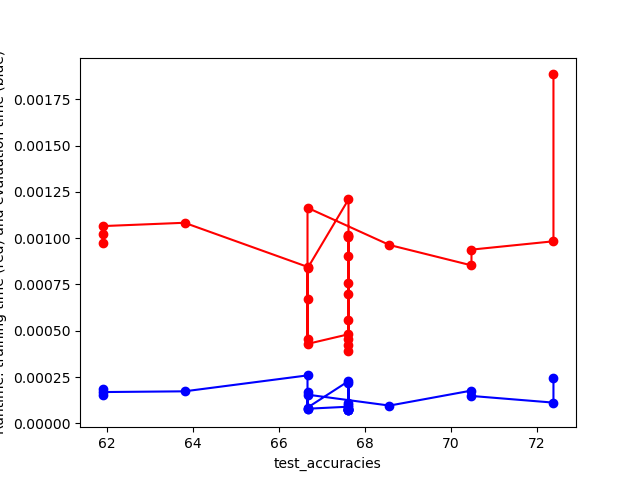 0.00175
0.00150
0.00125
0.00100
0.00075
0.00050
0.00025
0.00000
62 64 66 68 70 72
test_accuracies
training time (red) and evaluation time (blue)